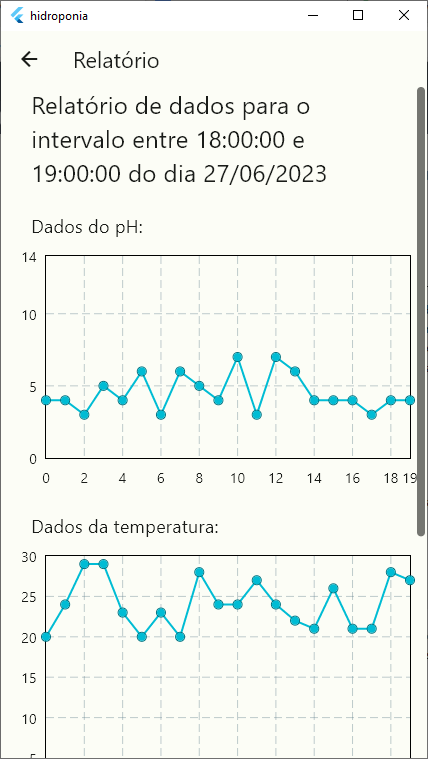 hidroponia
Relatório
Relatório de dados para o
intervalo entre 18:00:00 e
19:00:00 do dia 27/06/2023
Dados do pH:
14
10
5
0
0 2 4 6 8 10 12 14 16 18 19
Dados da temperatura:
30
25
20
15
10
5